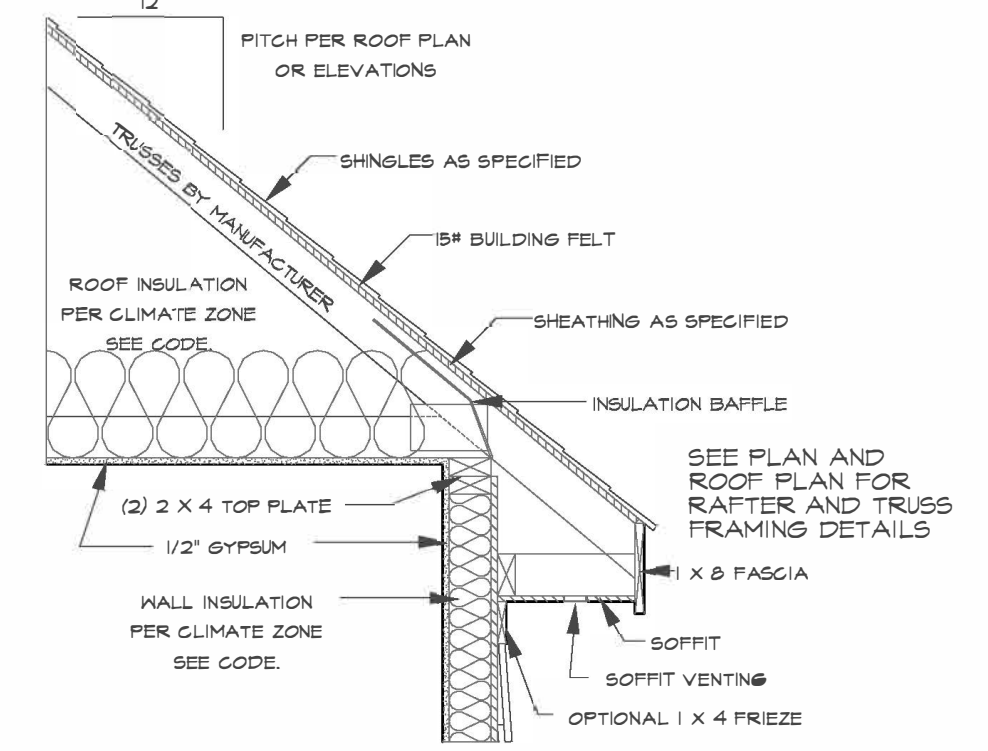 12
PITCH PER ROOF PLAN
OR ELEVATIONS
TRUSSES BY MANUFACTURER
SHINGLES AS SPECIFIED
15# BUILDING FELT
ROOF INSULATION
PER CLIMATE ZONE
SEE CODE.
SHEATHING AS SPECIFIED
INSULATION BAFFLE
SEE PLAN AND
ROOF PLAN FOR
RAFTER AND TRUSS
FRAMING DETAILS
(2) 2 X 4 TOP PLATE
1/2" GYPSUM
1 X 8 FASCIA
WALL INSULATION
PER CLIMATE ZONE
SEE CODE.
SOFFIT
SOFFIT VENTING
OPTIONAL 1 X 4 FRIEZE